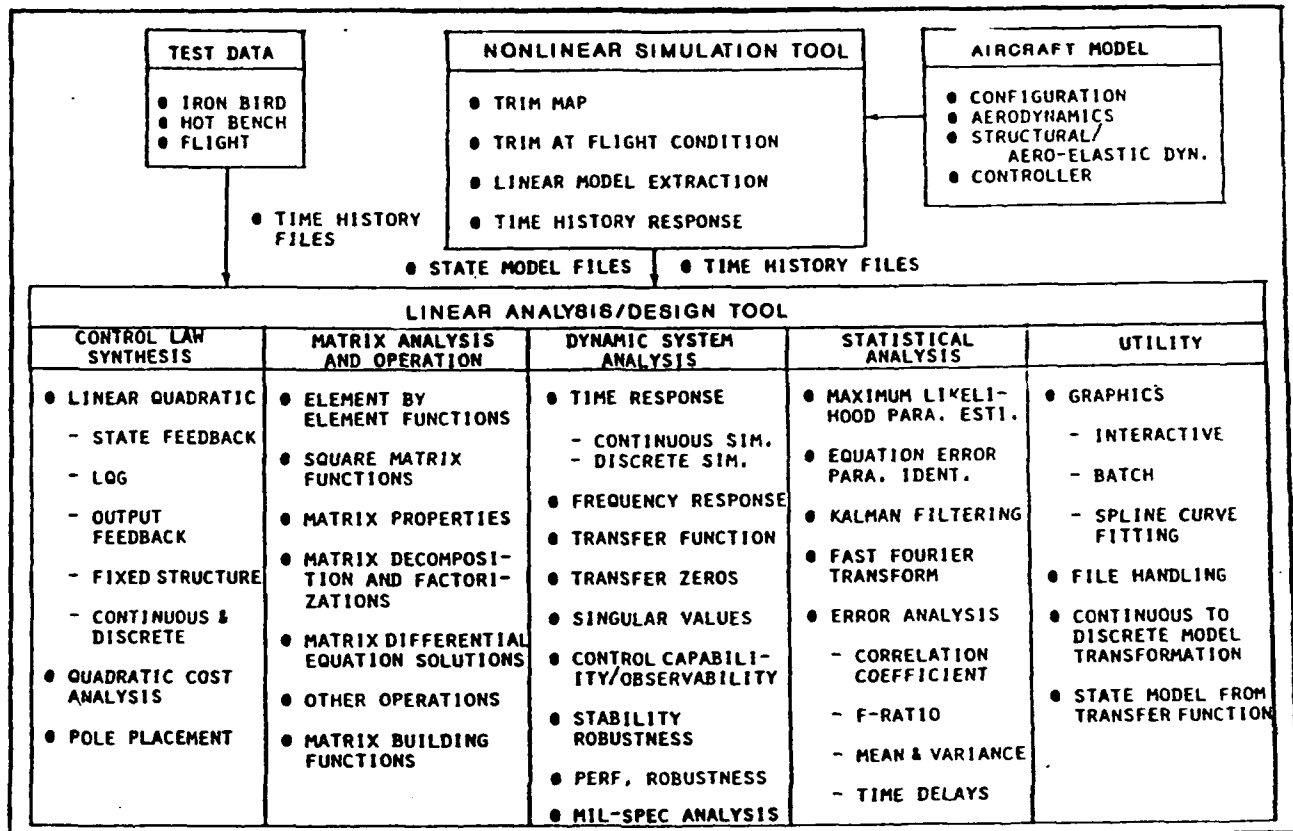 TEST DATA
● IRON BIRD
● HOT BENCH
● FLIGHT
NONLINEAR SIMULATION TOOL
● TRIM MAP
● TRIM AT FLIGHT CONDITION
● LINEAR MODEL EXTRACTION
● TIME HISTORY RESPONSE
AIRCRAFT MODEL
● CONFIGURATION
● AERODYNAMICS
● STRUCTURAL/
AERO-ELASTIC DYN.
● CONTROLLER
● TIME HISTORY
FILES
● STATE MODEL FILES
● TIME HISTORY FILES
LINEAR ANALYSIS/DESIGN TOOL
CONTROL LAW
SYNTHESIS
● LINEAR QUADRATIC
- STATE FEEDBACK
- LQG
- OUTPUT
FEEDBACK
- FIXED STRUCTURE
- CONTINUOUS &
DISCRETE
● QUADRATIC COST
ANALYSIS
● POLE PLACEMENT
MATRIX ANALYSIS
AND OPERATION
● ELEMENT BY
ELEMENT FUNCTIONS
● SQUARE MATRIX
FUNCTIONS
● MATRIX PROPERTIES
● MATRIX DECOMPOSI-
TION AND FACTORI-
ZATIONS
● MATRIX DIFFERENTIAL
EQUATION SOLUTIONS
● OTHER OPERATIONS
● MATRIX BUILDING
FUNCTIONS
DYNAMIC SYSTEM
ANALYSIS
● TIME RESPONSE
- CONTINUOUS SIM.
- DISCRETE SIM.
● FREQUENCY RESPONSE
● TRANSFER FUNCTION
● TRANSFER ZEROS
● SINGULAR VALUES
● CONTROL CAPABIL-
ITY/OBSERVABILITY
● STABILITY
ROBUSTNESS
● PERF. ROBUSTNESS
● MIL-SPEC ANALYSIS
STATISTICAL
ANALYSIS
● MAXIMUM LIKELI-
HOOD PARA. ESTI.
● EQUATION ERROR
PARA. IDENT.
● KALMAN FILTERING
● FAST FOURIER
TRANSFORM
● ERROR ANALYSIS
- CORRELATION
COEFFICIENT
- F-RATIO
- MEAN & VARIANCE
- TIME DELAYS
UTILITY
● GRAPHICS
- INTERACTIVE
- BATCH
- SPLINE CURVE
FITTING
● FILE HANDLING
● CONTINUOUS TO
DISCRETE MODEL
TRANSFORMATION
● STATE MODEL FROM
TRANSFER FUNCTION